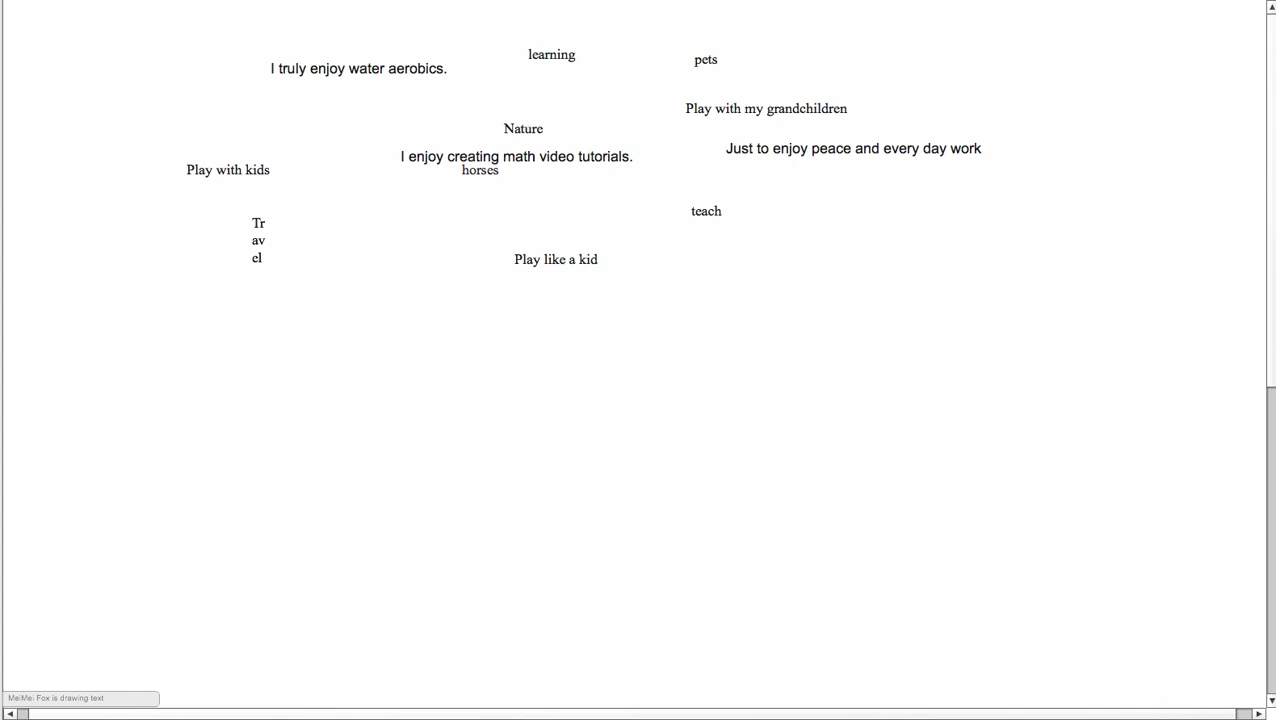 learning
pets
I truly enjoy water aerobics.
Play with my grandchildren
Nature
Just to enjoy peace and every day work
I enjoy creating math video tutorials.
Play with kids
horses
teach
Tr
av
el
Play like a kid
MeiMei Fox is drawing text